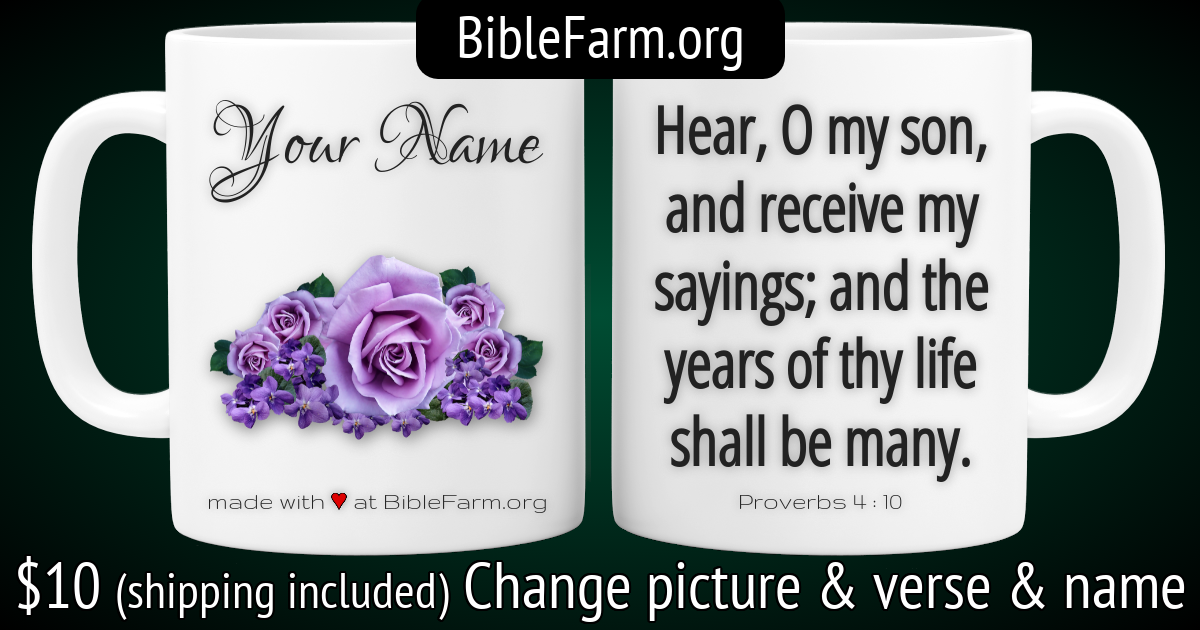 BibleFarm.org
Your Name
made with ♥ at BibleFarm.org
Hear, O my son,
and receive my
sayings; and the
years of thy life
shall be many.
Proverbs 4 : 10
$10 (shipping included) Change picture & verse & name